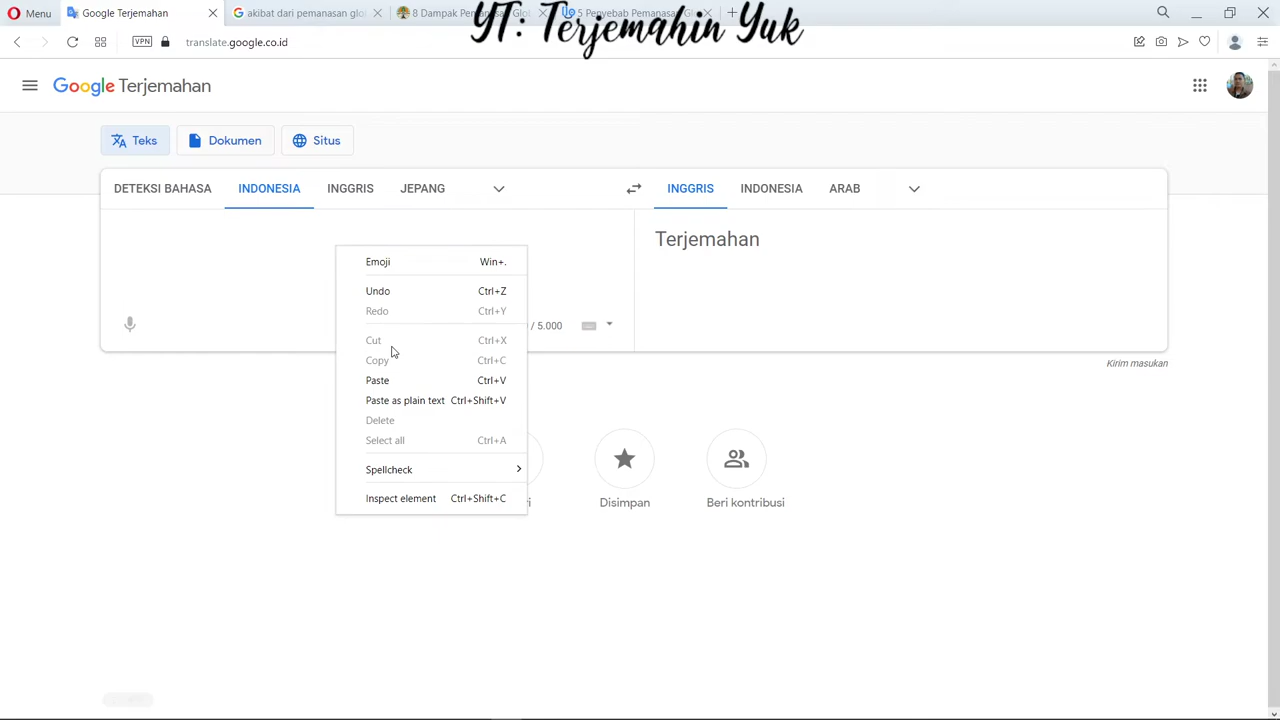 Menu
Google Terjemahan
akibat dari pemanasan glo
8 Dampak Pemanasan Glo
5 Penyebab Pemanasan Gl
YT: Terjemahin Yuk
VPN
translate.google.co.id
Google Terjemahan
Teks
Dokumen
Situs
DETEKSI BAHASA
INDONESIA
INGGRIS
JEPANG
INGGRIS
INDONESIA
ARAB
Terjemahan
Emoji Win+.
Undo Ctrl+Z
Redo Ctrl+Y
Cut Ctrl+X
Copy Ctrl+C
Paste Ctrl+V
Paste as plain text Ctrl+Shift+V
Delete
Select all Ctrl+A
Spellcheck
Inspect element Ctrl+Shift+C
/ 5.000
Kirim masukan
Disimpan
Beri kontribusi